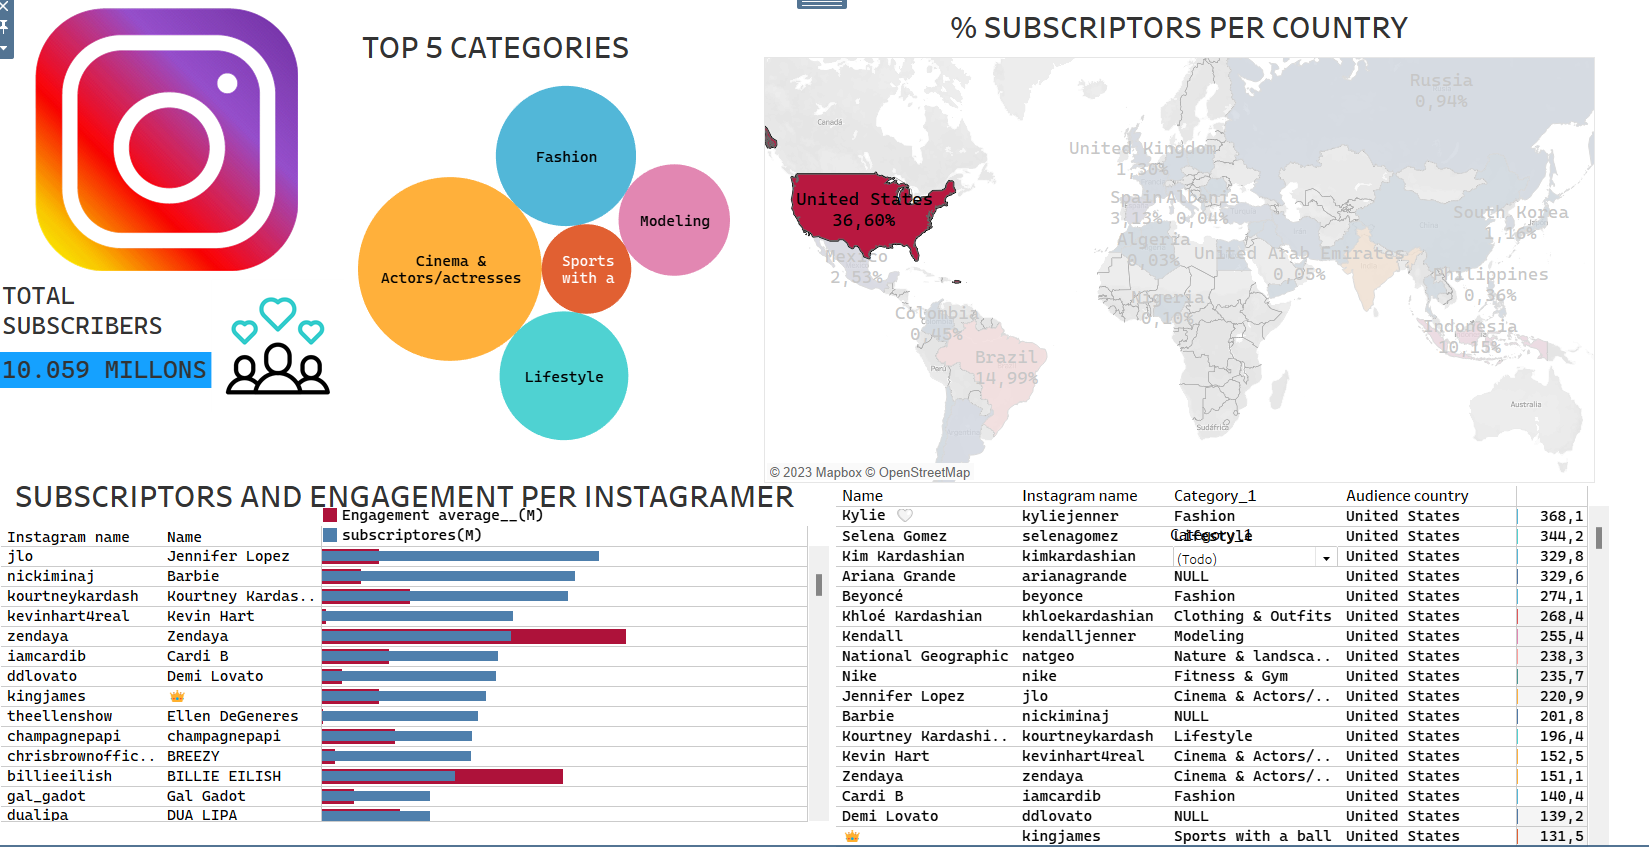 TOP 5 CATEGORIES
Fashion
Modeling
Cinema &
Actors/actresses
Sports
with a
Lifestyle
TOTAL
SUBSCRIBERS
10.059 MILLONS
% SUBSCRIPTORS PER COUNTRY
Russia
0,94%
Canadá
United Kingdom
1,30%
United States
36,60%
Spain
3,13%
Albania
0,04%
South Korea
1,16%
Algeria
0,03%
United Arab Emirates
0,05%
Mexico
2,53%
Philippines
0,36%
Nigeria
0,10%
Colombia
0,45%
Indonesia
10,15%
Brazil
14,99%
Perú
Australia
Sudáfrica
© 2023 Mapbox © OpenStreetMap
SUBSCRIPTORS AND ENGAGEMENT PER INSTAGRAMER
Engagement average__(M)
subscriptores(M)
Instagram name Name
jlo Jennifer Lopez
nickiminaj Barbie
kourtneykardash Kourtney Kardas..
kevinhart4real Kevin Hart
zendaya Zendaya
iamcardib Cardi B
ddlovato Demi Lovato
kingjames 👑
theellenshow Ellen DeGeneres
champagnepapi champagnepapi
chrisbrownoffic.. BREEZY
billieeilish BILLIE EILISH
gal_gadot Gal Gadot
dualipa DUA LIPA
Name Instagram name Category_1 Audience country
Kylie 🤍 kyliejenner Fashion United States 368,1
Selena Gomez selenagomez Lifestyle United States 344,2
Category_1
(Todo)
Kim Kardashian kimkardashian United States 329,8
Ariana Grande arianagrande NULL United States 329,6
Beyoncé beyonce Fashion United States 274,1
Khloé Kardashian khloekardashian Clothing & Outfits United States 268,4
Kendall kendalljenner Modeling United States 255,4
National Geographic natgeo Nature & landsca.. United States 238,3
Nike nike Fitness & Gym United States 235,7
Jennifer Lopez jlo Cinema & Actors/.. United States 220,9
Barbie nickiminaj NULL United States 201,8
Kourtney Kardashi.. kourtneykardash Lifestyle United States 196,4
Kevin Hart kevinhart4real Cinema & Actors/.. United States 152,5
Zendaya zendaya Cinema & Actors/.. United States 151,1
Cardi B iamcardib Fashion United States 140,4
Demi Lovato ddlovato NULL United States 139,2
👑 kingjames Sports with a ball United States 131,5